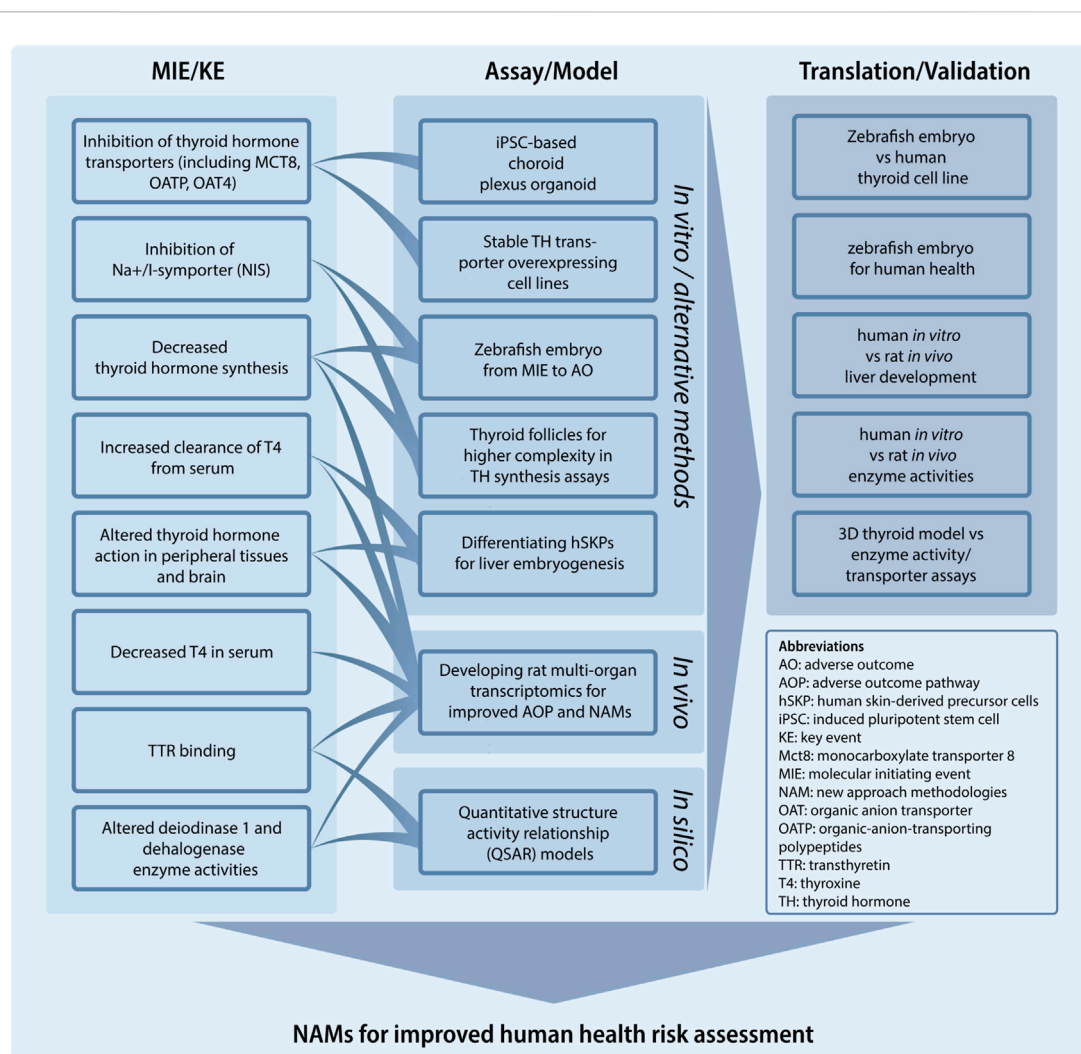 MIE/KE
Inhibition of thyroid hormone
transporters (including MCT8,
OATP, OAT4)
Inhibition of
Na+/I-symporter (NIS)
Decreased
thyroid hormone synthesis
Increased clearance of T4
from serum
Altered thyroid hormone
action in peripheral tissues
and brain
Decreased T4 in serum
TTR binding
Altered deiodinase 1 and
dehalogenase
enzyme activities
Assay/Model
iPSC-based
choroid
plexus organoid
Stable TH trans-
porter overexpressing
cell lines
Zebrafish embryo
from MIE to AO
Thyroid follicles for
higher complexity in
TH synthesis assays
Differentiating hSKPs
for liver embryogenesis
In vitro / alternative methods
Developing rat multi-organ
transcriptomics for
improved AOP and NAMs
In vivo
Quantitative structure
activity relationship
(QSAR) models
In silico
Translation/Validation
Zebrafish embryo
vs human
thyroid cell line
zebrafish embryo
for human health
human in vitro
vs rat in vivo
liver development
human in vitro
vs rat in vivo
enzyme activities
3D thyroid model vs
enzyme activity/
transporter assays
Abbreviations
AO: adverse outcome
AOP: adverse outcome pathway
hSKP: human skin-derived precursor cells
iPSC: induced pluripotent stem cell
KE: key event
Mct8: monocarboxylate transporter 8
MIE: molecular initiating event
NAM: new approach methodologies
OAT: organic anion transporter
OATP: organic-anion-transporting
polypeptides
TTR: transthyretin
T4: thyroxine
TH: thyroid hormone
NAMs for improved human health risk assessment